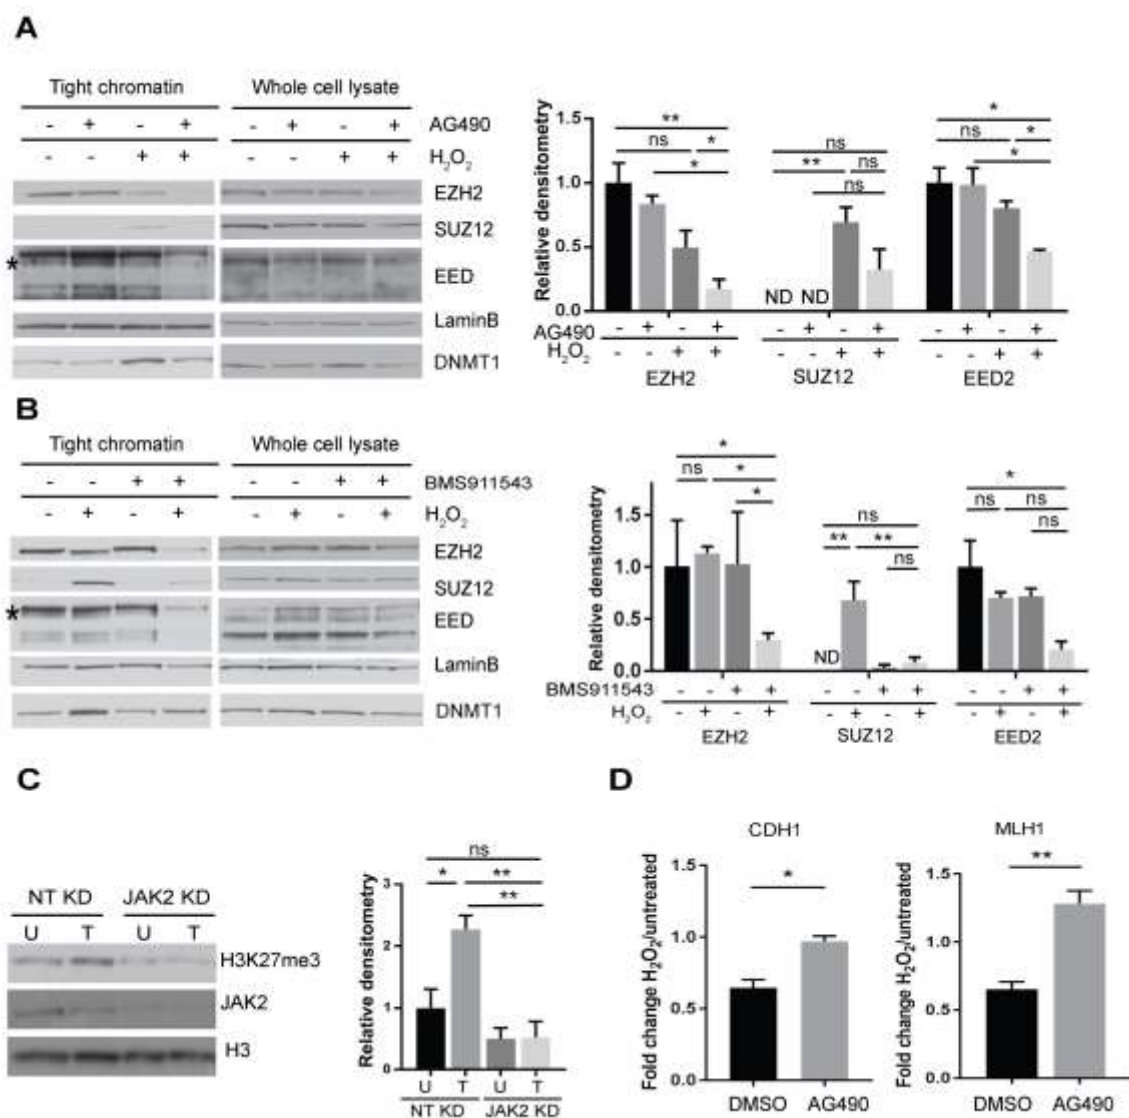 A
Tight chromatin Whole cell lysate
- + - + - + - + AG490
- - + + - - + + H₂O₂
EZH2
SUZ12
* EED
LaminB
DNMT1
Relative densitometry
1.5
1.0
0.5
0.0
** ns * *
ns ** ns ns
* ns * *
ND ND
AG490 - + - + - + - + - + - +
H₂O₂ - - + + - - + + - - + +
EZH2 SUZ12 EED2
B
Tight chromatin Whole cell lysate
- - + + - - + + BMS911543
- + - + - + - + H₂O₂
EZH2
SUZ12
* EED
LaminB
DNMT1
Relative densitometry
1.5
1.0
0.5
0.0
* ns * *
ns ** ** ns
* ns ns ns
ND
BMS911543 - - + + - - + + - - + +
H₂O₂ - + - + - + - + - + - +
EZH2 SUZ12 EED2
C
NT KD JAK2 KD
U T U T
H3K27me3
JAK2
H3
Relative densitometry
3
2
1
0
ns
* **
**
U T U T
NT KD JAK2 KD
D
CDH1
Fold change H₂O₂/untreated
1.5
1.0
0.5
0.0
*
DMSO AG490
MLH1
Fold change H₂O₂/untreated
1.5
1.0
0.5
0.0
**
DMSO AG490